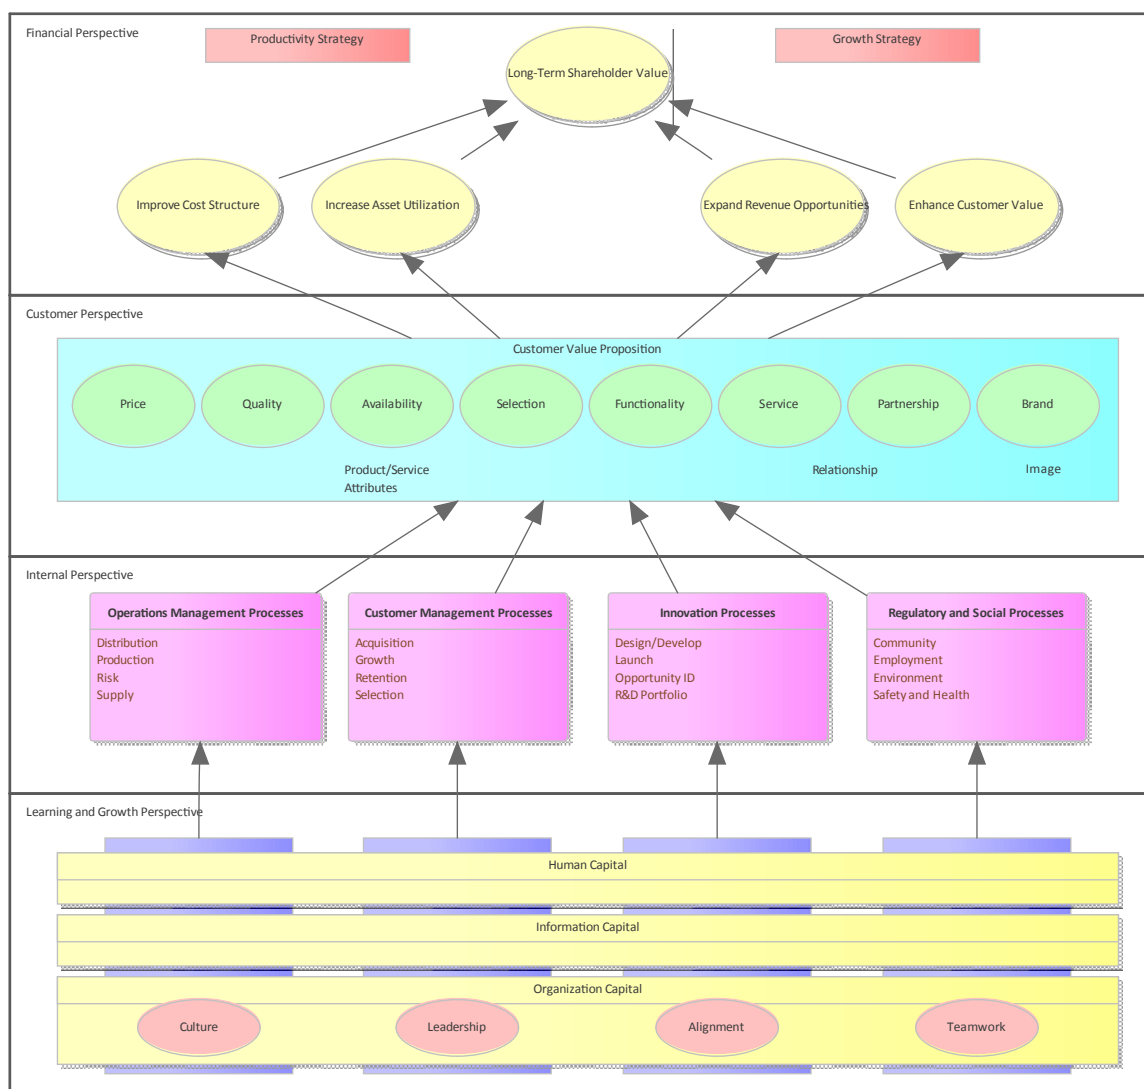 Financial Perspective
Productivity Strategy
Growth Strategy
Long-Term Shareholder Value
Improve Cost Structure
Increase Asset Utilization
Expand Revenue Opportunities
Enhance Customer Value
Customer Perspective
Customer Value Proposition
Price
Quality
Availability
Selection
Functionality
Service
Partnership
Brand
Product/Service
Attributes
Relationship
Image
Internal Perspective
Operations Management Processes
Distribution
Production
Risk
Supply
Customer Management Processes
Acquisition
Growth
Retention
Selection
Innovation Processes
Design/Develop
Launch
Opportunity ID
R&D Portfolio
Regulatory and Social Processes
Community
Employment
Environment
Safety and Health
Learning and Growth Perspective
Human Capital
Information Capital
Organization Capital
Culture
Leadership
Alignment
Teamwork